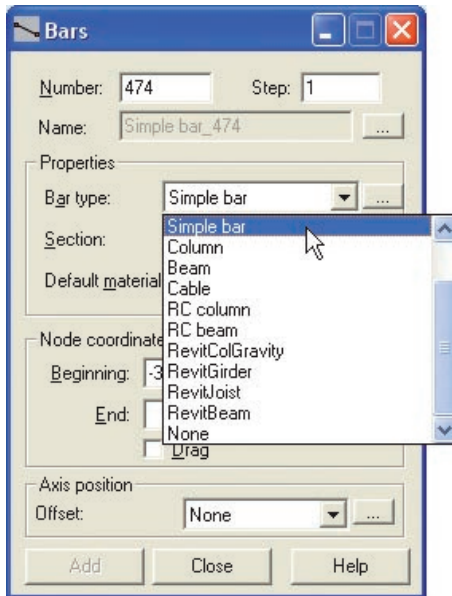 Bars
Number: 474 Step: 1
Name: Simple bar_474 ...
Properties
Bar type: Simple bar ...
Simple bar
Section:
Column
Beam
Default material
Cable
RC column
RC beam
Node coordinate
RevitColGravity
Beginning: -3
RevitGirder
RevitJoist
End:
RevitBeam
None
Drag
Axis position
Offset: None ...
Add Close Help